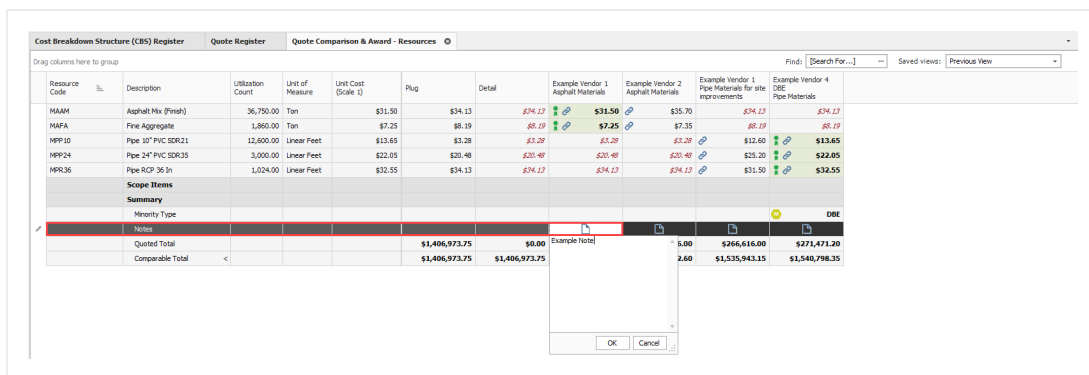 Cost Breakdown Structure (CBS) Register Quote Register Quote Comparison & Award - Resources
Drag columns here to group Find: [Search For...] ... Saved views: Previous View
Resource Code Description Utilization Count Unit of Measure Unit Cost (Scale 1) Plug Detail Example Vendor 1 Asphalt Materials Example Vendor 2 Asphalt Materials Example Vendor 1 Pipe Materials for site improvements Example Vendor 4 DBE Pipe Materials
MAAM Asphalt Mix (Finish) 36,750.00 Ton $31.50 $34.13 $34.13 $31.50 $35.70 $34.13 $34.13
MAFA Fine Aggregate 1,860.00 Ton $7.25 $8.19 $8.19 $7.25 $7.35 $8.19 $8.19
MPP10 Pipe 10" PVC SDR21 12,600.00 Linear Feet $13.65 $3.28 $3.28 $3.28 $3.28 $12.60 $13.65
MPP24 Pipe 24" PVC SDR35 3,000.00 Linear Feet $22.05 $20.48 $20.48 $20.48 $20.48 $25.20 $22.05
MPR36 Pipe RCP 36 In 1,024.00 Linear Feet $32.55 $34.13 $34.13 $34.13 $34.13 $31.50 $32.55
Scope Items
Summary
Minority Type M DBE
Notes
Quoted Total $1,406,973.75 $0.00 6.00 $266,616.00 $271,471.20
Comparable Total < $1,406,973.75 $1,406,973.75 2.60 $1,535,943.15 $1,540,798.35
Example Note
OK Cancel